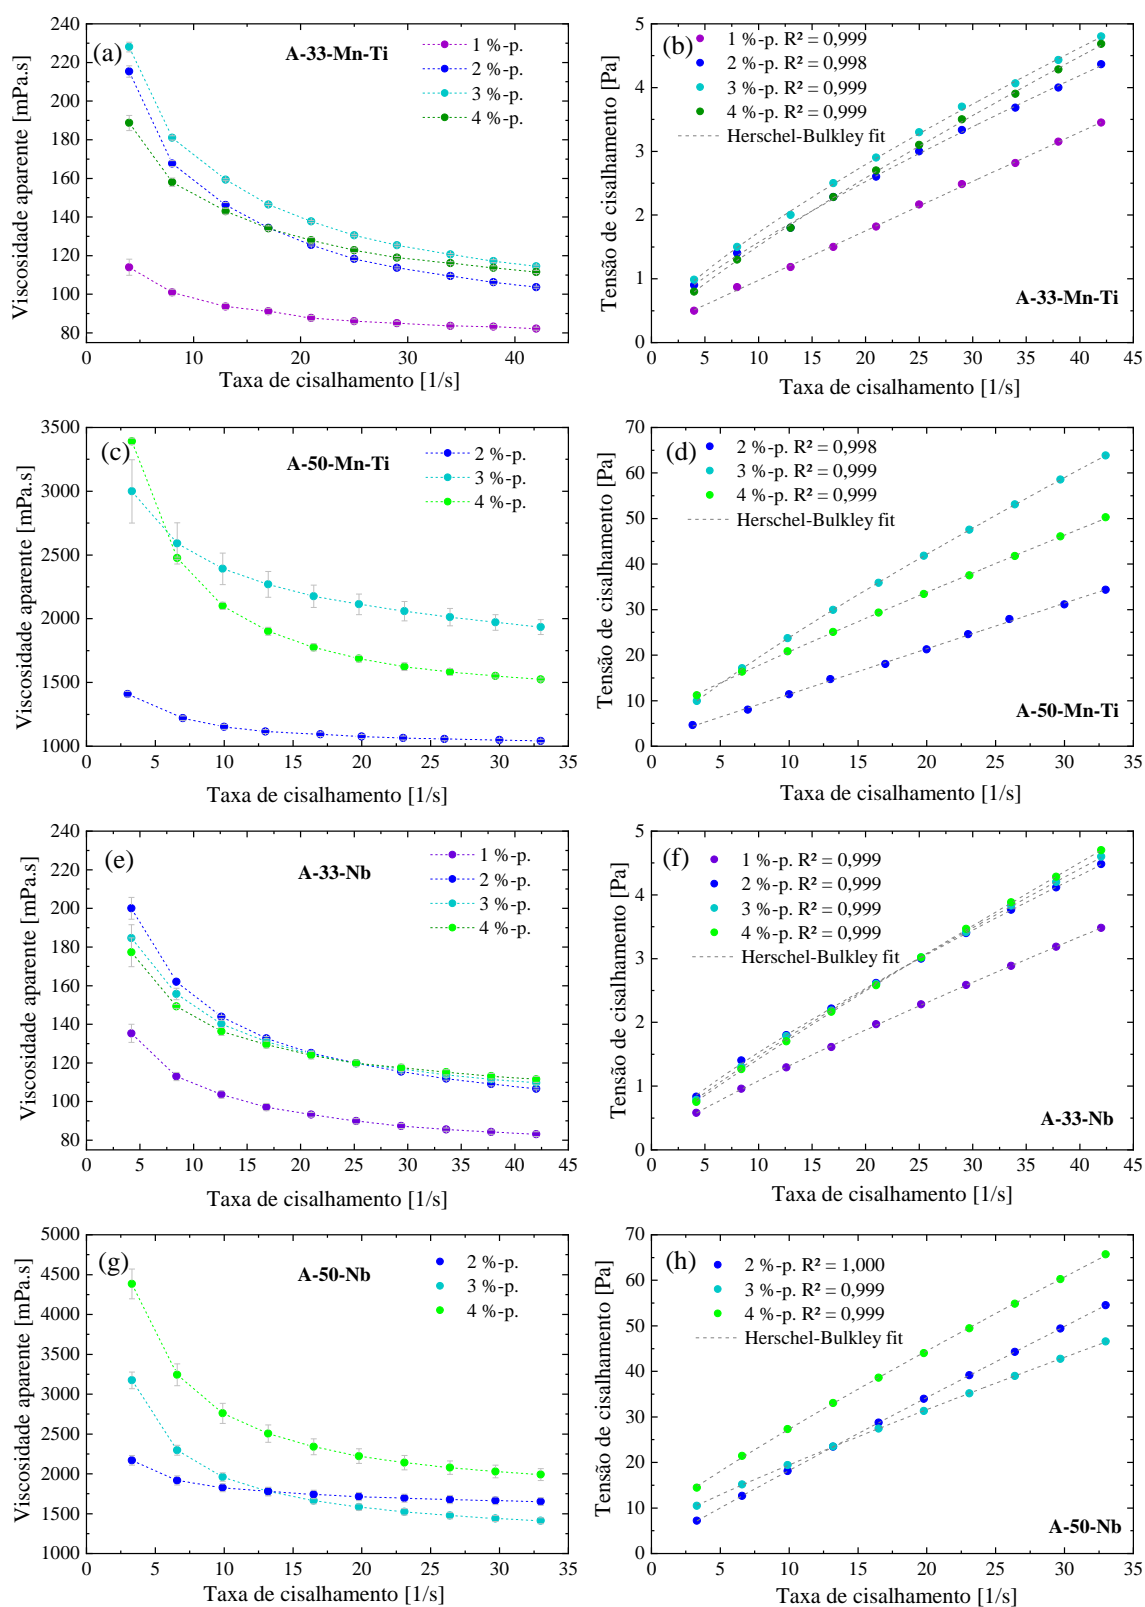 (a)
A-33-Mn-Ti
1 %-p.
2 %-p.
3 %-p.
4 %-p.
Viscosidade aparente [mPa.s]
240
220
200
180
160
140
120
100
80
0 10 20 30 40
Taxa de cisalhamento [1/s]
(b)
1 %-p. R² = 0,999
2 %-p. R² = 0,998
3 %-p. R² = 0,999
4 %-p. R² = 0,999
Herschel-Bulkley fit
Tensão de cisalhamento [Pa]
5
4
3
2
1
0
A-33-Mn-Ti
0 5 10 15 20 25 30 35 40 45
Taxa de cisalhamento [1/s]
(c)
A-50-Mn-Ti
2 %-p.
3 %-p.
4 %-p.
Viscosidade aparente [mPa.s]
3500
3000
2500
2000
1500
1000
0 5 10 15 20 25 30 35
Taxa de cisalhamento [1/s]
(d)
2 %-p. R² = 0,998
3 %-p. R² = 0,999
4 %-p. R² = 0,999
Herschel-Bulkley fit
Tensão de cisalhamento [Pa]
70
60
50
40
30
20
10
0
A-50-Mn-Ti
0 5 10 15 20 25 30 35
Taxa de cisalhamento [1/s]
(e)
A-33-Nb
1 %-p.
2 %-p.
3 %-p.
4 %-p.
Viscosidade aparente [mPa.s]
240
220
200
180
160
140
120
100
80
0 5 10 15 20 25 30 35 40 45
Taxa de cisalhamento [1/s]
(f)
1 %-p. R² = 0,999
2 %-p. R² = 0,999
3 %-p. R² = 0,999
4 %-p. R² = 0,999
Herschel-Bulkley fit
Tensão de cisalhamento [Pa]
5
4
3
2
1
0
A-33-Nb
0 5 10 15 20 25 30 35 40 45
Taxa de cisalhamento [1/s]
(g)
A-50-Nb
2 %-p.
3 %-p.
4 %-p.
Viscosidade aparente [mPa.s]
5000
4500
4000
3500
3000
2500
2000
1500
1000
0 5 10 15 20 25 30 35
Taxa de cisalhamento [1/s]
(h)
2 %-p. R² = 1,000
3 %-p. R² = 0,999
4 %-p. R² = 0,999
Herschel-Bulkley fit
Tensão de cisalhamento [Pa]
70
60
50
40
30
20
10
0
A-50-Nb
0 5 10 15 20 25 30 35
Taxa de cisalhamento [1/s]